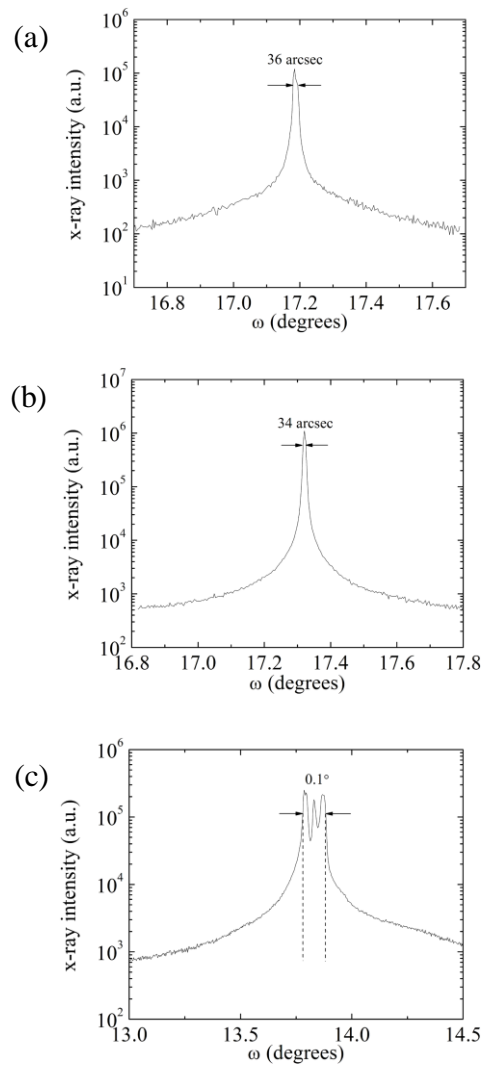 (a)
10^6
36 arcsec
10^5
10^4
10^3
10^2
10^1
x-ray intensity (a.u.)
16.8 17.0 17.2 17.4 17.6
ω (degrees)
(b)
10^7
34 arcsec
10^6
10^5
10^4
10^3
10^2
x-ray intensity (a.u.)
16.8 17.0 17.2 17.4 17.6 17.8
ω (degrees)
(c)
10^6
0.1°
10^5
10^4
10^3
10^2
x-ray intensity (a.u.)
13.0 13.5 14.0 14.5
ω (degrees)